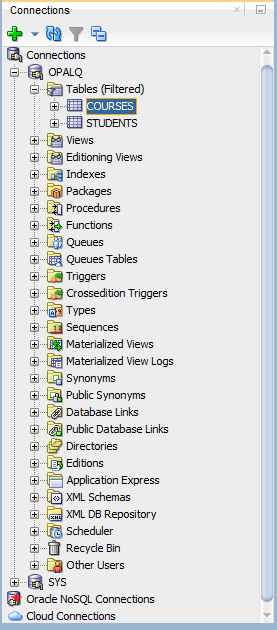 Connections
Connections
OPALQ
Tables (Filtered)
COURSES
STUDENTS
Views
Editioning Views
Indexes
Packages
Procedures
Functions
Queues
Queues Tables
Triggers
Crossedition Triggers
Types
Sequences
Materialized Views
Materialized View Logs
Synonyms
Public Synonyms
Database Links
Public Database Links
Directories
Editions
Application Express
XML Schemas
XML DB Repository
Scheduler
Recycle Bin
Other Users
SYS
Oracle NoSQL Connections
Cloud Connections